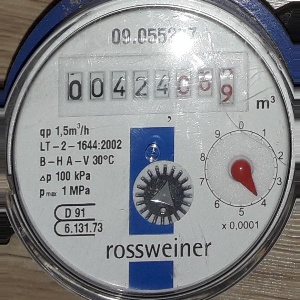 00424069
m³
qp 1,5m³/h
LT-2-1644:2002
B-H A-V 30°C
Δp 100 kPa
pmax 1 MPa
D 91
6.131.73
0
1
2
3
4
5
6
7
8
9
x 0,0001
rossweiner